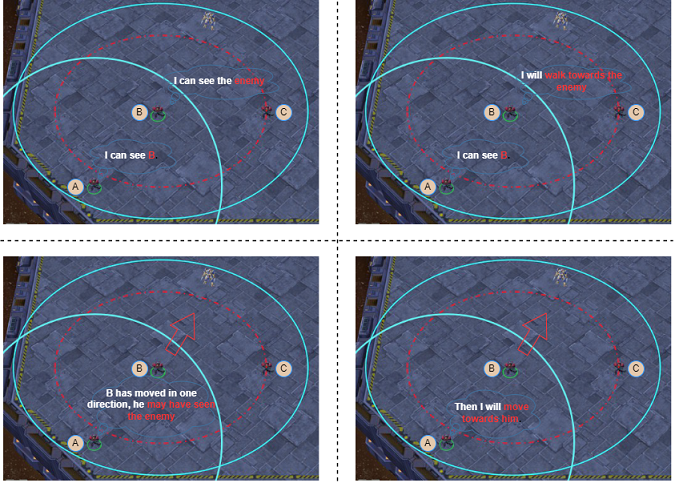 I can see the enemy
B
C
I can see B.
A
I will walk towards the
enemy
B
C
I can see B.
A
B
C
B has moved in one
direction, he may have seen
the enemy
A
B
C
Then I will move
towards him.
A